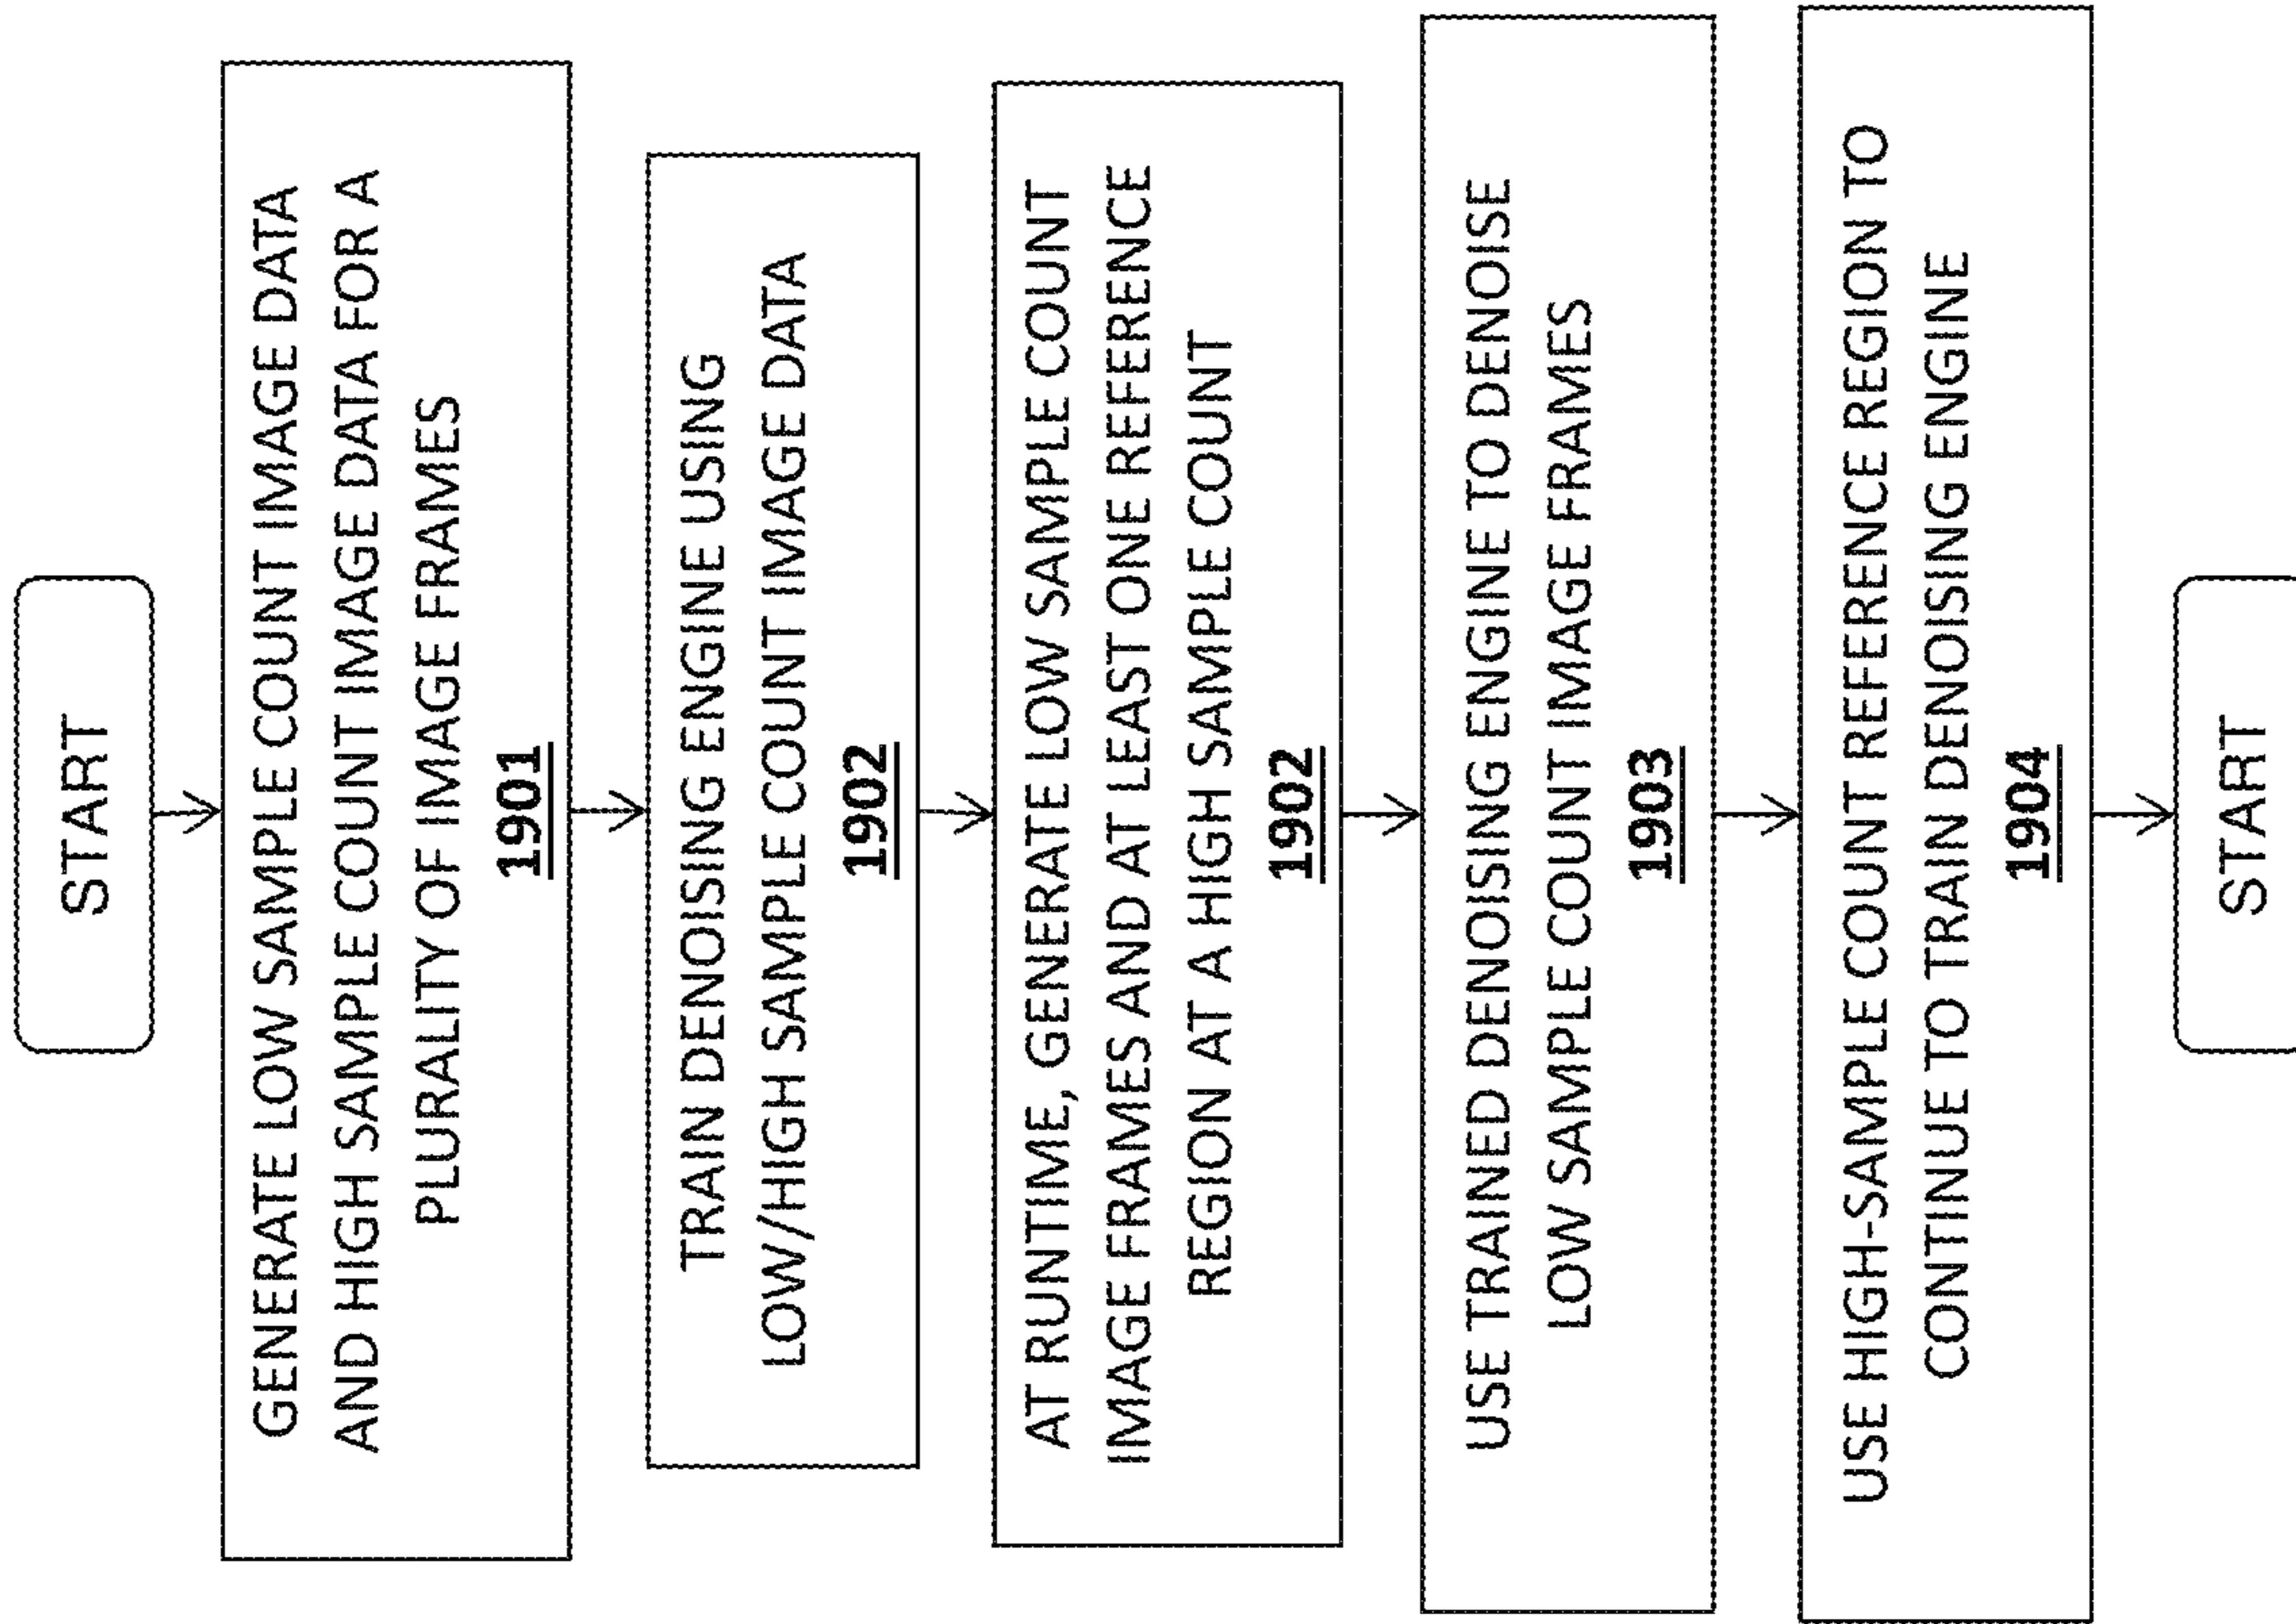 START
GENERATE LOW SAMPLE COUNT IMAGE DATA
AND HIGH SAMPLE COUNT IMAGE DATA FOR A
PLURALITY OF IMAGE FRAMES
1901
TRAIN DENOISING ENGINE USING
LOW/HIGH SAMPLE COUNT IMAGE DATA
1902
AT RUNTIME, GENERATE LOW SAMPLE COUNT
IMAGE FRAMES AND AT LEAST ONE REFERENCE
REGION AT A HIGH SAMPLE COUNT
1902
USE TRAINED DENOISING ENGINE TO DENOISE
LOW SAMPLE COUNT IMAGE FRAMES
1903
USE HIGH-SAMPLE COUNT REFERENCE REGION TO
CONTINUE TO TRAIN DENOISING ENGINE
1904
START